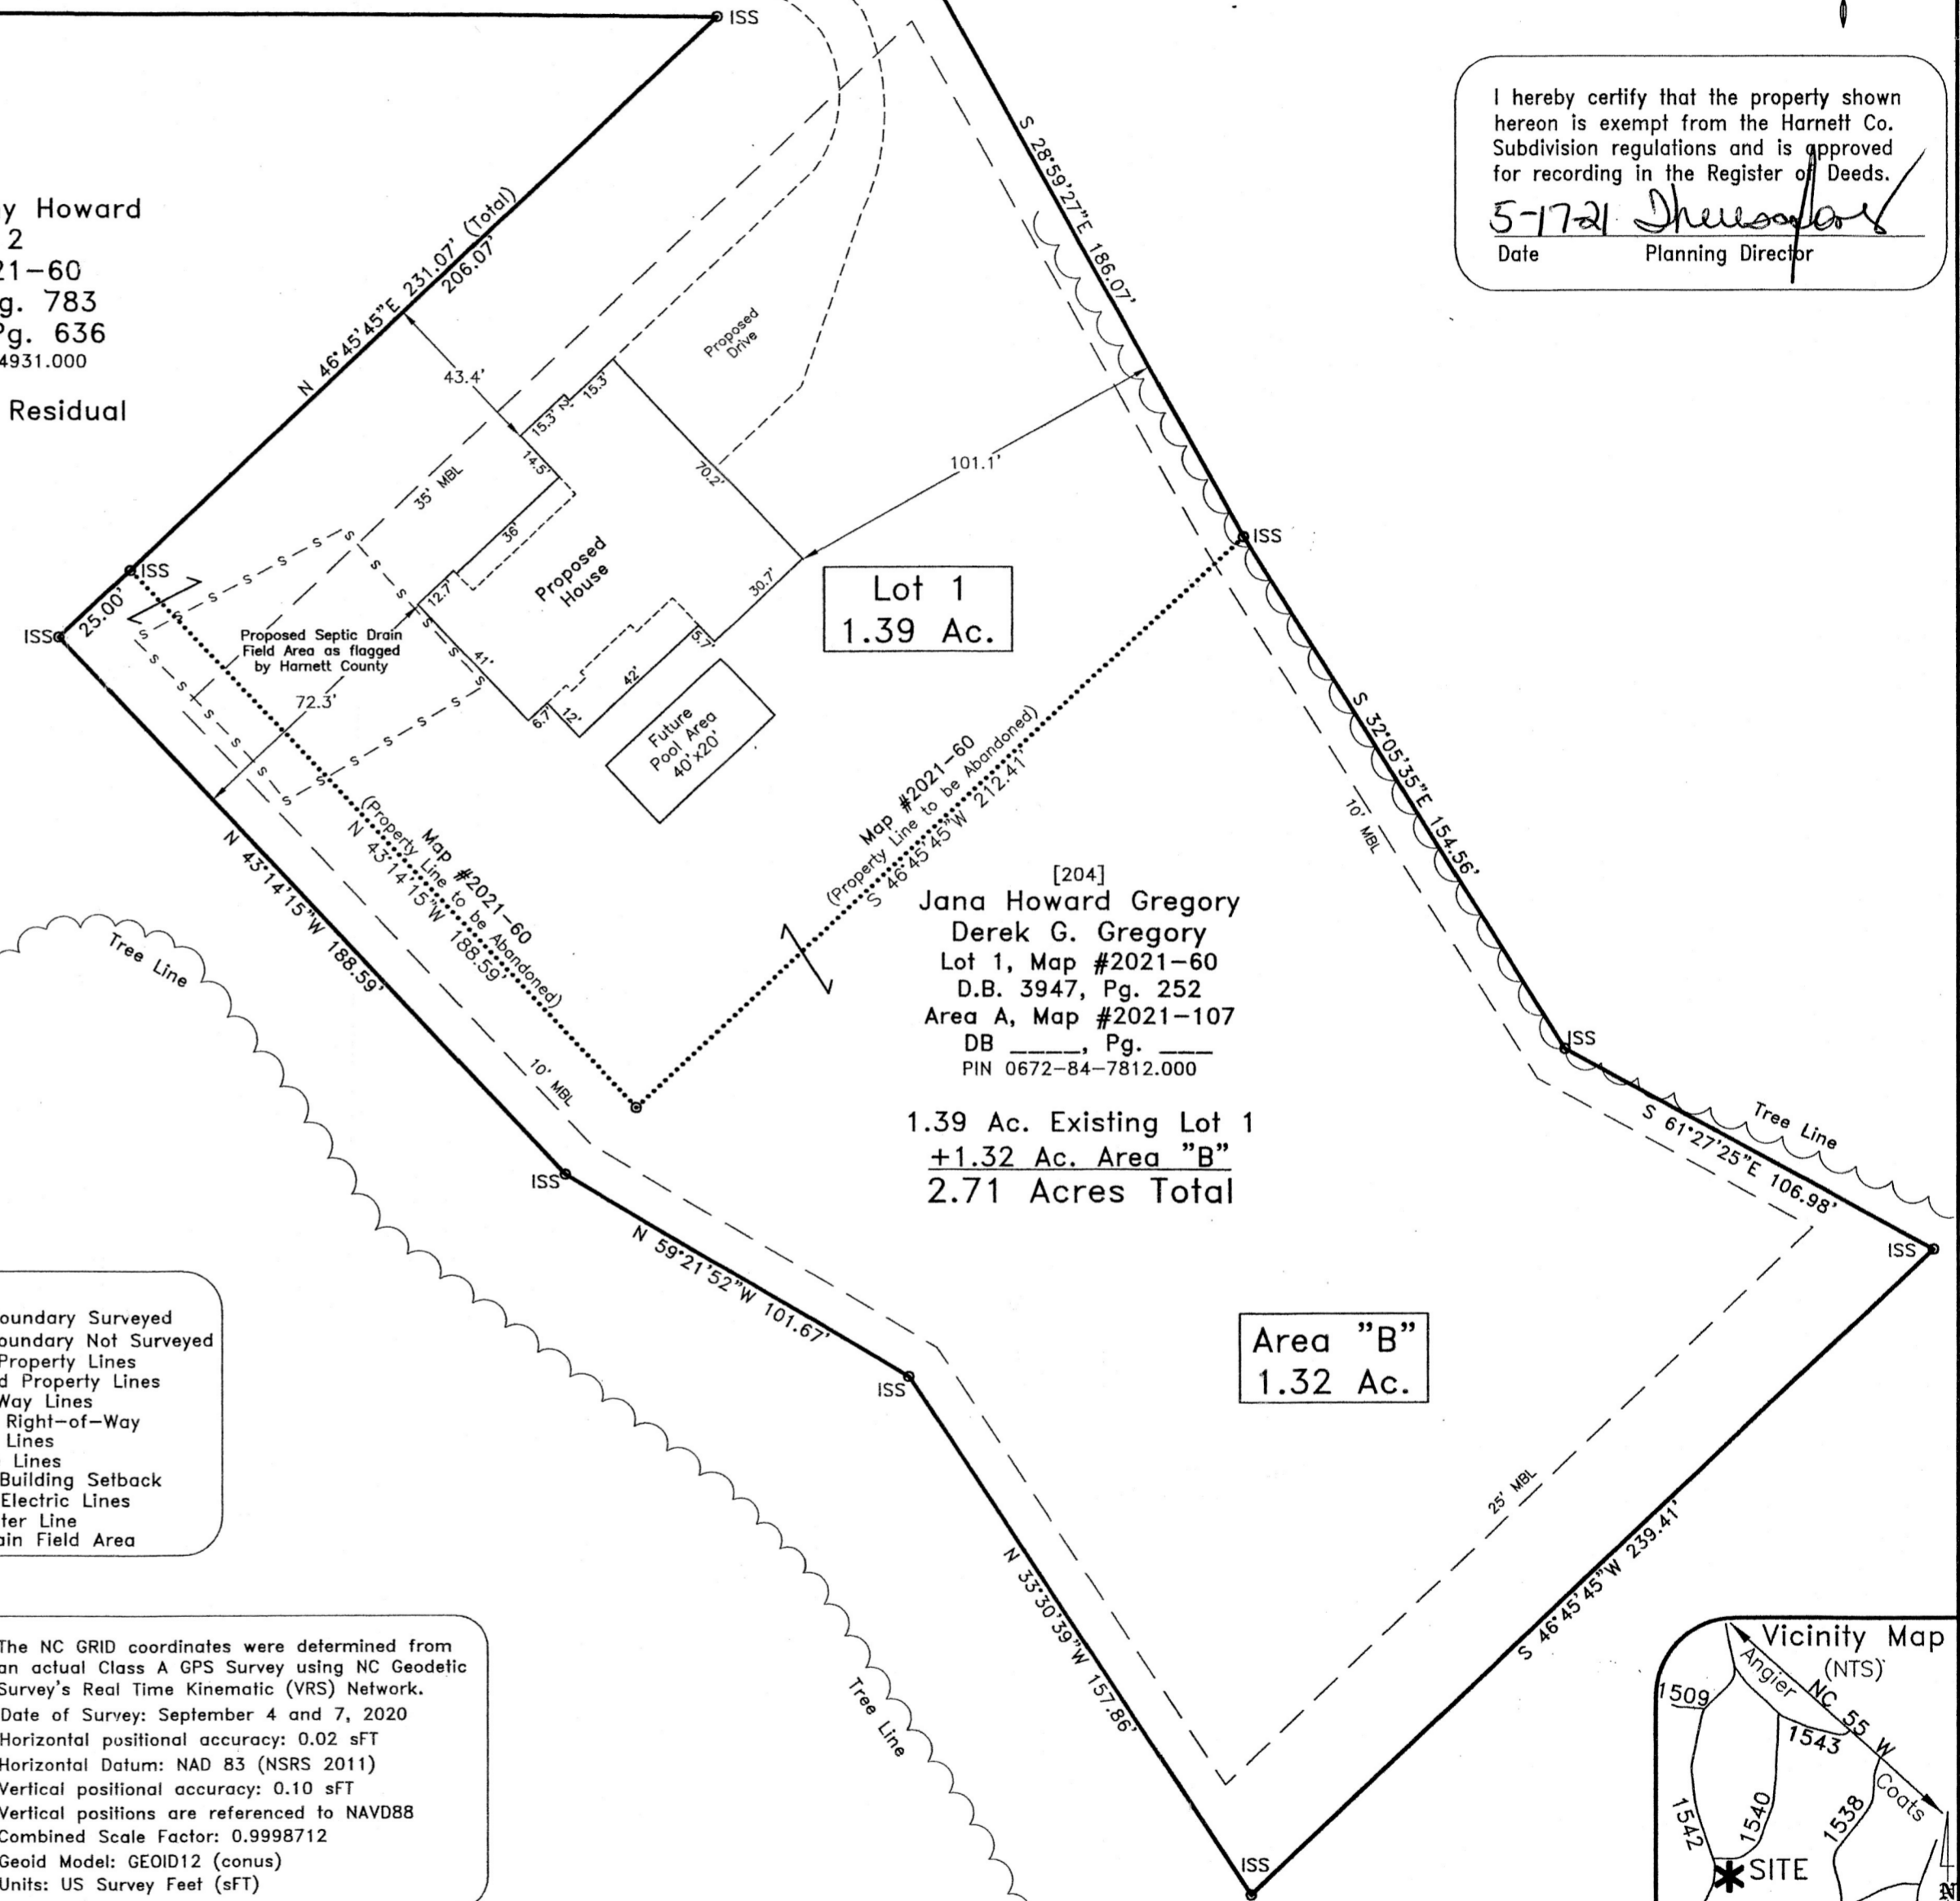 ISS
I hereby certify that the property shown
hereon is exempt from the Harnett Co.
Subdivision regulations and is approved
for recording in the Register of Deeds.
5-17-21
Date Planning Director
y Howard
2
21-60
g. 783
Pg. 636
4931.000
Residual
N 46°45'45"E 231.07' (Total)
206.07'
S 28°59'27"E 186.07'
Proposed
Drive
43.4'
15.3'
2'
15.3'
14.5'
70.2'
101.1'
35' MBL
36'
Proposed
House
12.7'
30.7'
ISS
ISS
25.00'
ISS
Lot 1
1.39 Ac.
Proposed Septic Drain
Field Area as flagged
by Harnett County
72.3'
41'
5.7'
42'
6.7'
12'
Future
Pool Area
40'x20'
S S S S S
S 32°05'35"E 154.56'
10' MBL
Map #2021-60
(Property Line to be Abandoned)
S 46°45'45"W 212.41'
Map #2021-60
(Property Line to be Abandoned)
N 43°14'15"W 188.59'
N 43°14'15"W 188.59'
10' MBL
Tree Line
[204]
Jana Howard Gregory
Derek G. Gregory
Lot 1, Map #2021-60
D.B. 3947, Pg. 252
Area A, Map #2021-107
DB ____, Pg. ___
PIN 0672-84-7812.000
1.39 Ac. Existing Lot 1
+1.32 Ac. Area "B"
2.71 Acres Total
ISS
Tree Line
S 61°27'25"E 106.98'
ISS
ISS
N 59°21'52"W 101.67'
ISS
Area "B"
1.32 Ac.
25' MBL
S 46°45'45"W 239.41'
N 33°30'39"W 157.86'
Tree Line
ISS
oundary Surveyed
oundary Not Surveyed
Property Lines
d Property Lines
Way Lines
Right-of-Way
Lines
Lines
Building Setback
Electric Lines
ter Line
ain Field Area
The NC GRID coordinates were determined from
an actual Class A GPS Survey using NC Geodetic
Survey's Real Time Kinematic (VRS) Network.
Date of Survey: September 4 and 7, 2020
Horizontal positional accuracy: 0.02 sFT
Horizontal Datum: NAD 83 (NSRS 2011)
Vertical positional accuracy: 0.10 sFT
Vertical positions are referenced to NAVD88
Combined Scale Factor: 0.9998712
Geoid Model: GEOID12 (conus)
Units: US Survey Feet (sFT)
Vicinity Map
(NTS)
Angier
NC 55 W
Coats
1509
1543
1542
1540
1538
SITE
N